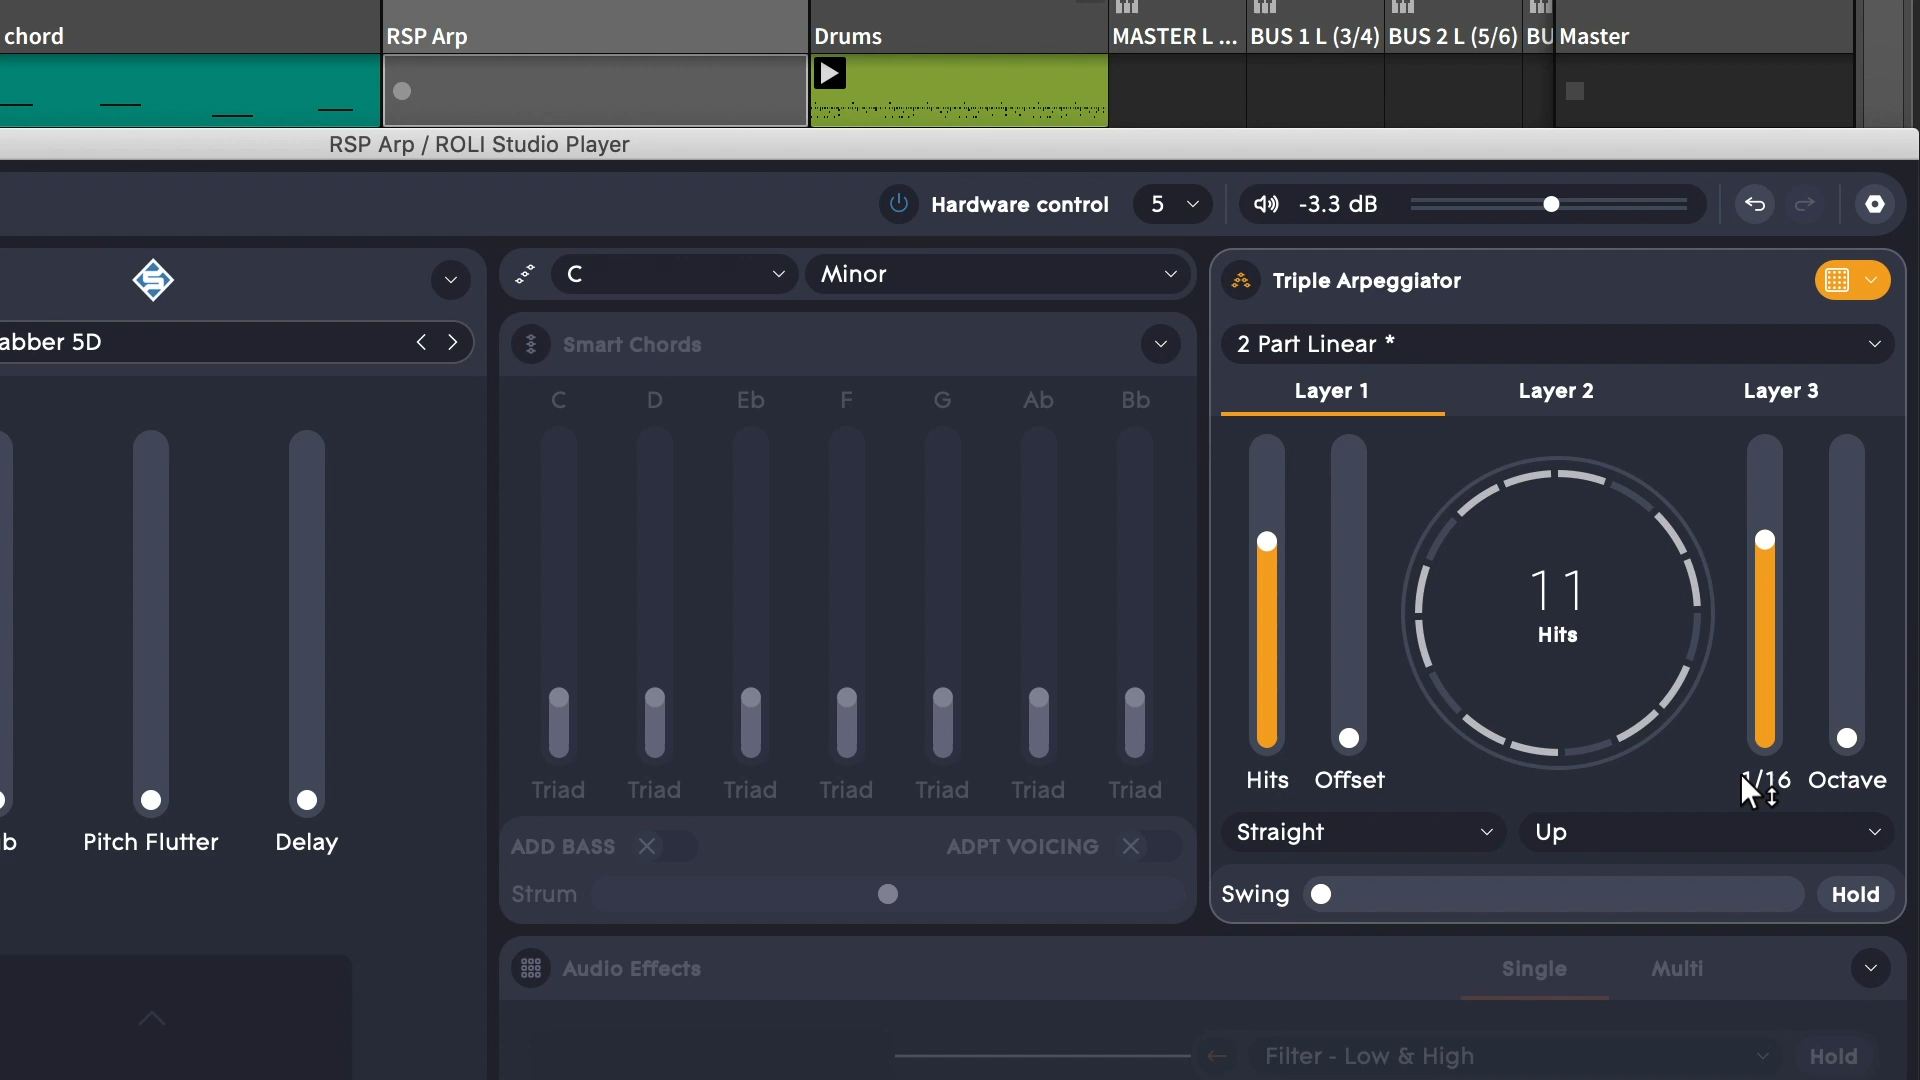 chord
RSP Arp
Drums
MASTER L ...
BUS 1 L (3/4)
BUS 2 L (5/6)
BU
Master
RSP Arp / ROLI Studio Player
Hardware control
5
-3.3 dB
C
Minor
Triple Arpeggiator
abber 5D
Smart Chords
2 Part Linear *
Layer 1
Layer 2
Layer 3
C
D
Eb
F
G
Ab
Bb
11
Hits
Triad
Triad
Triad
Triad
Triad
Triad
Triad
Hits
Offset
1/16
Octave
b
Pitch Flutter
Delay
ADD BASS
ADPT VOICING
Straight
Up
Strum
Swing
Hold
Audio Effects
Single
Multi
Filter - Low & High
Hold